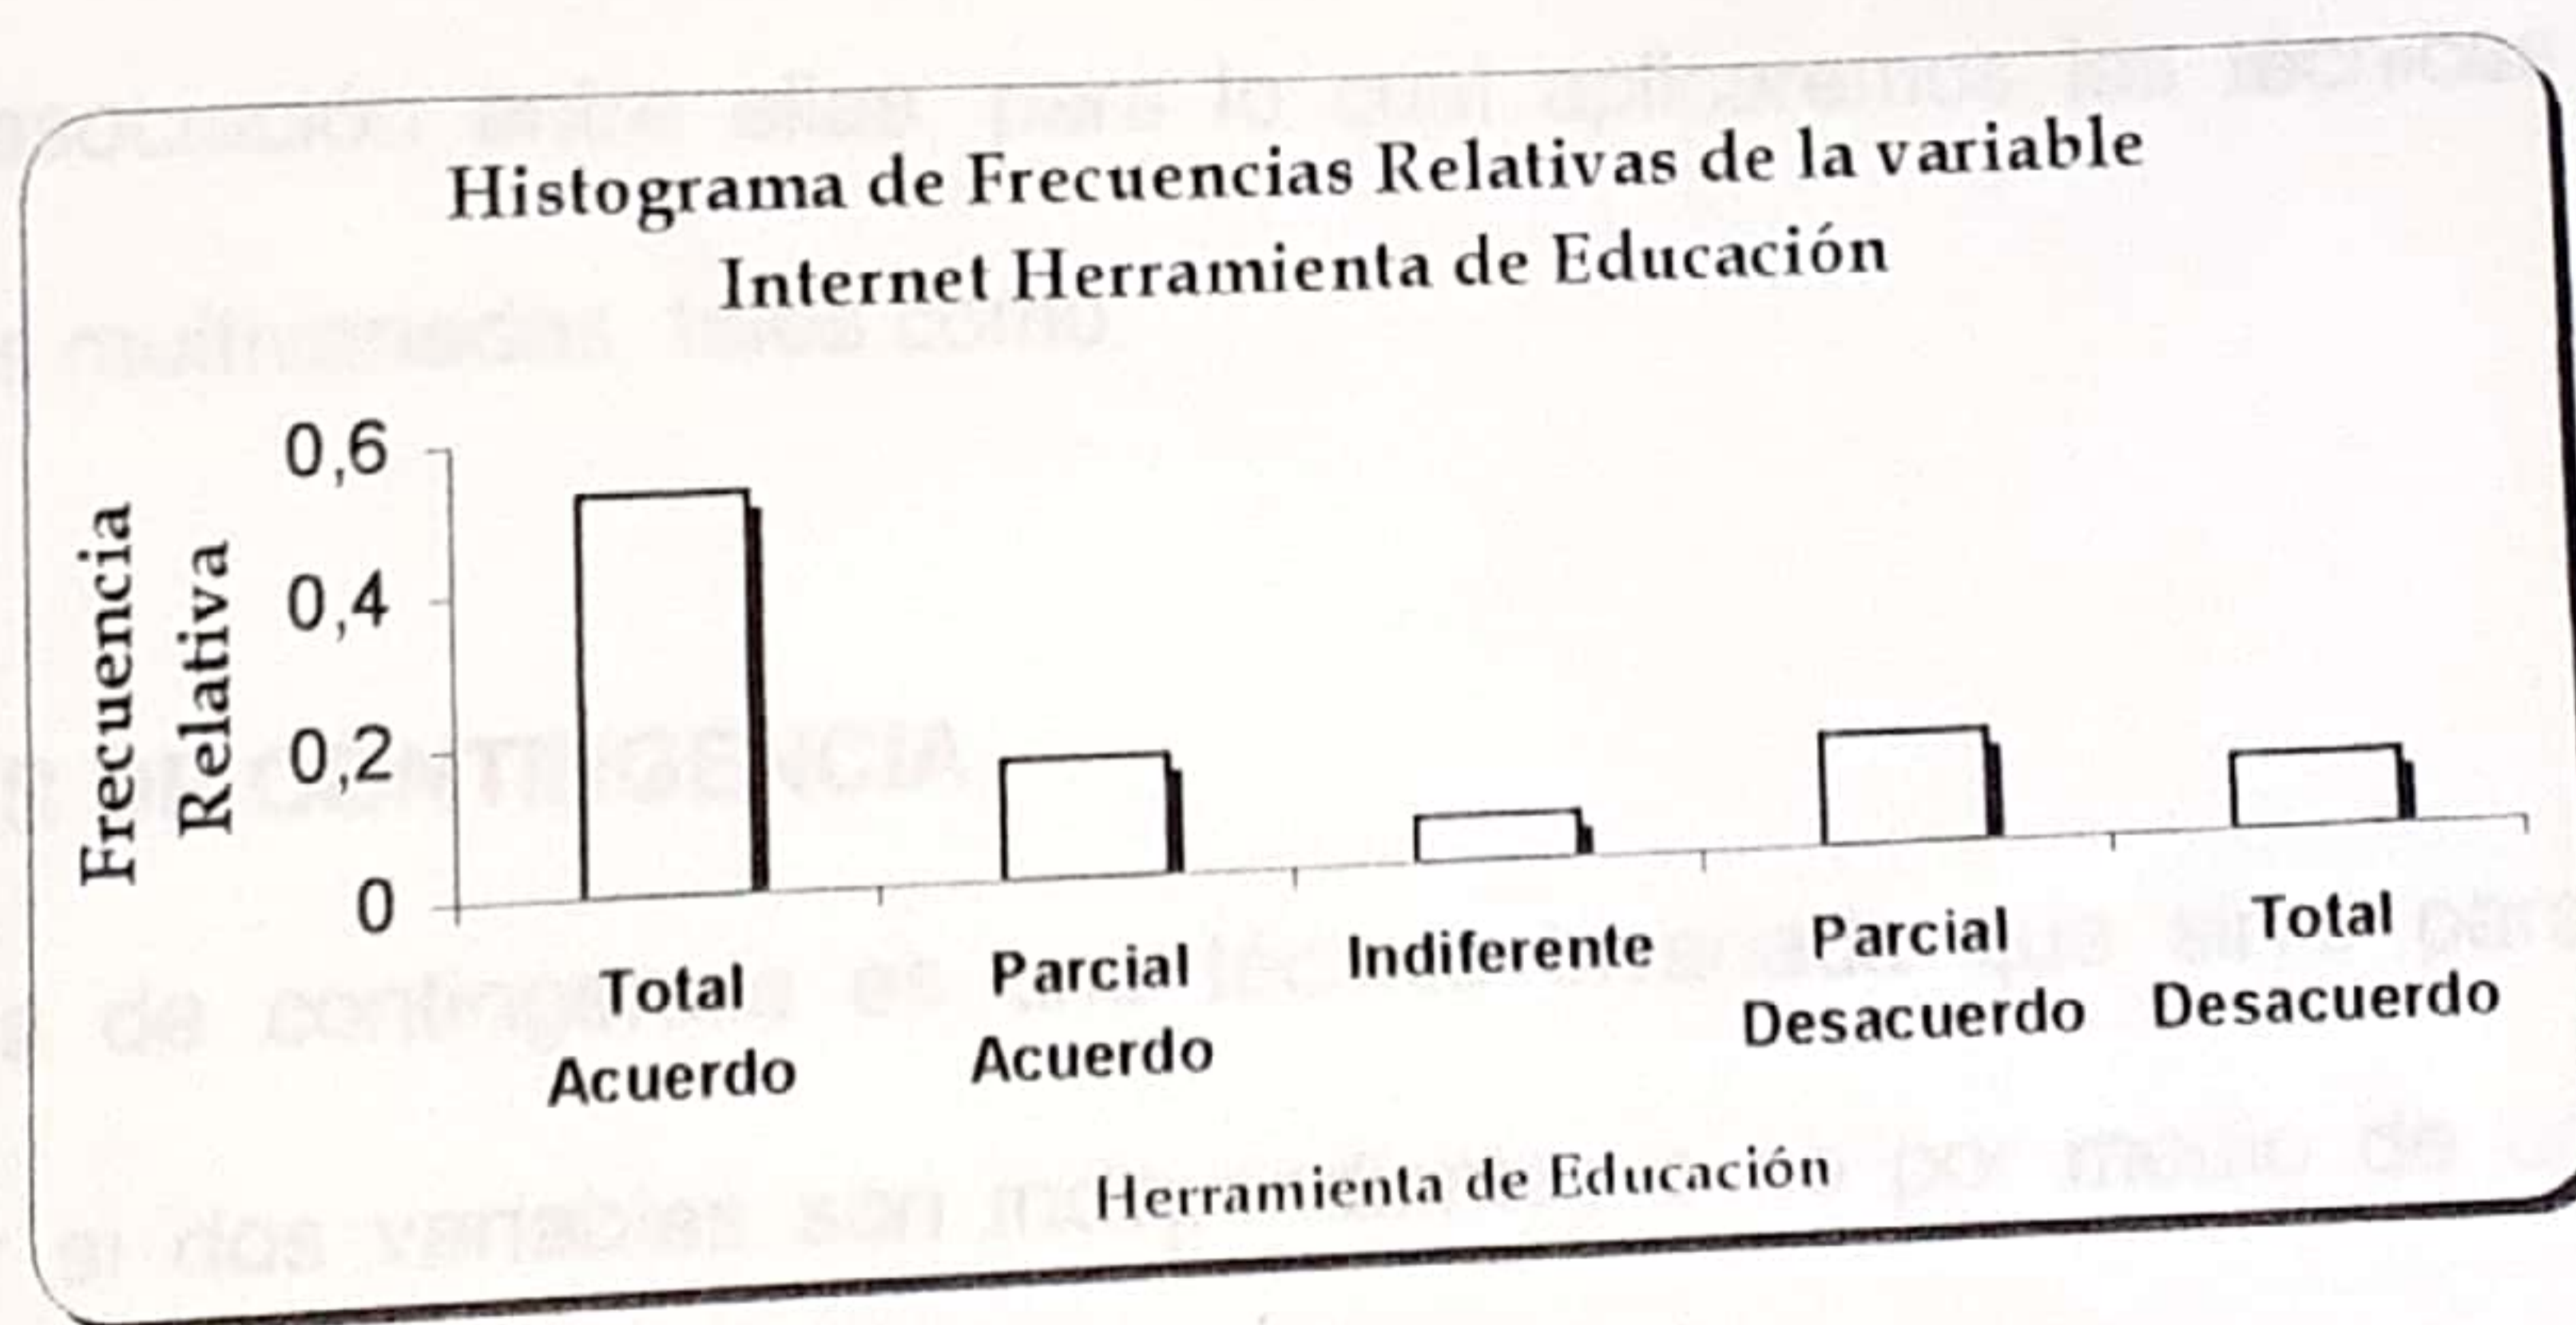 Histograma de Frecuencias Relativas de la variable
Internet Herramienta de Educación
Frecuencia
Relativa
0,6
0,4
0,2
0
Total
Acuerdo
Parcial
Acuerdo
Indiferente
Parcial
Desacuerdo
Total
Desacuerdo
Herramienta de Educación